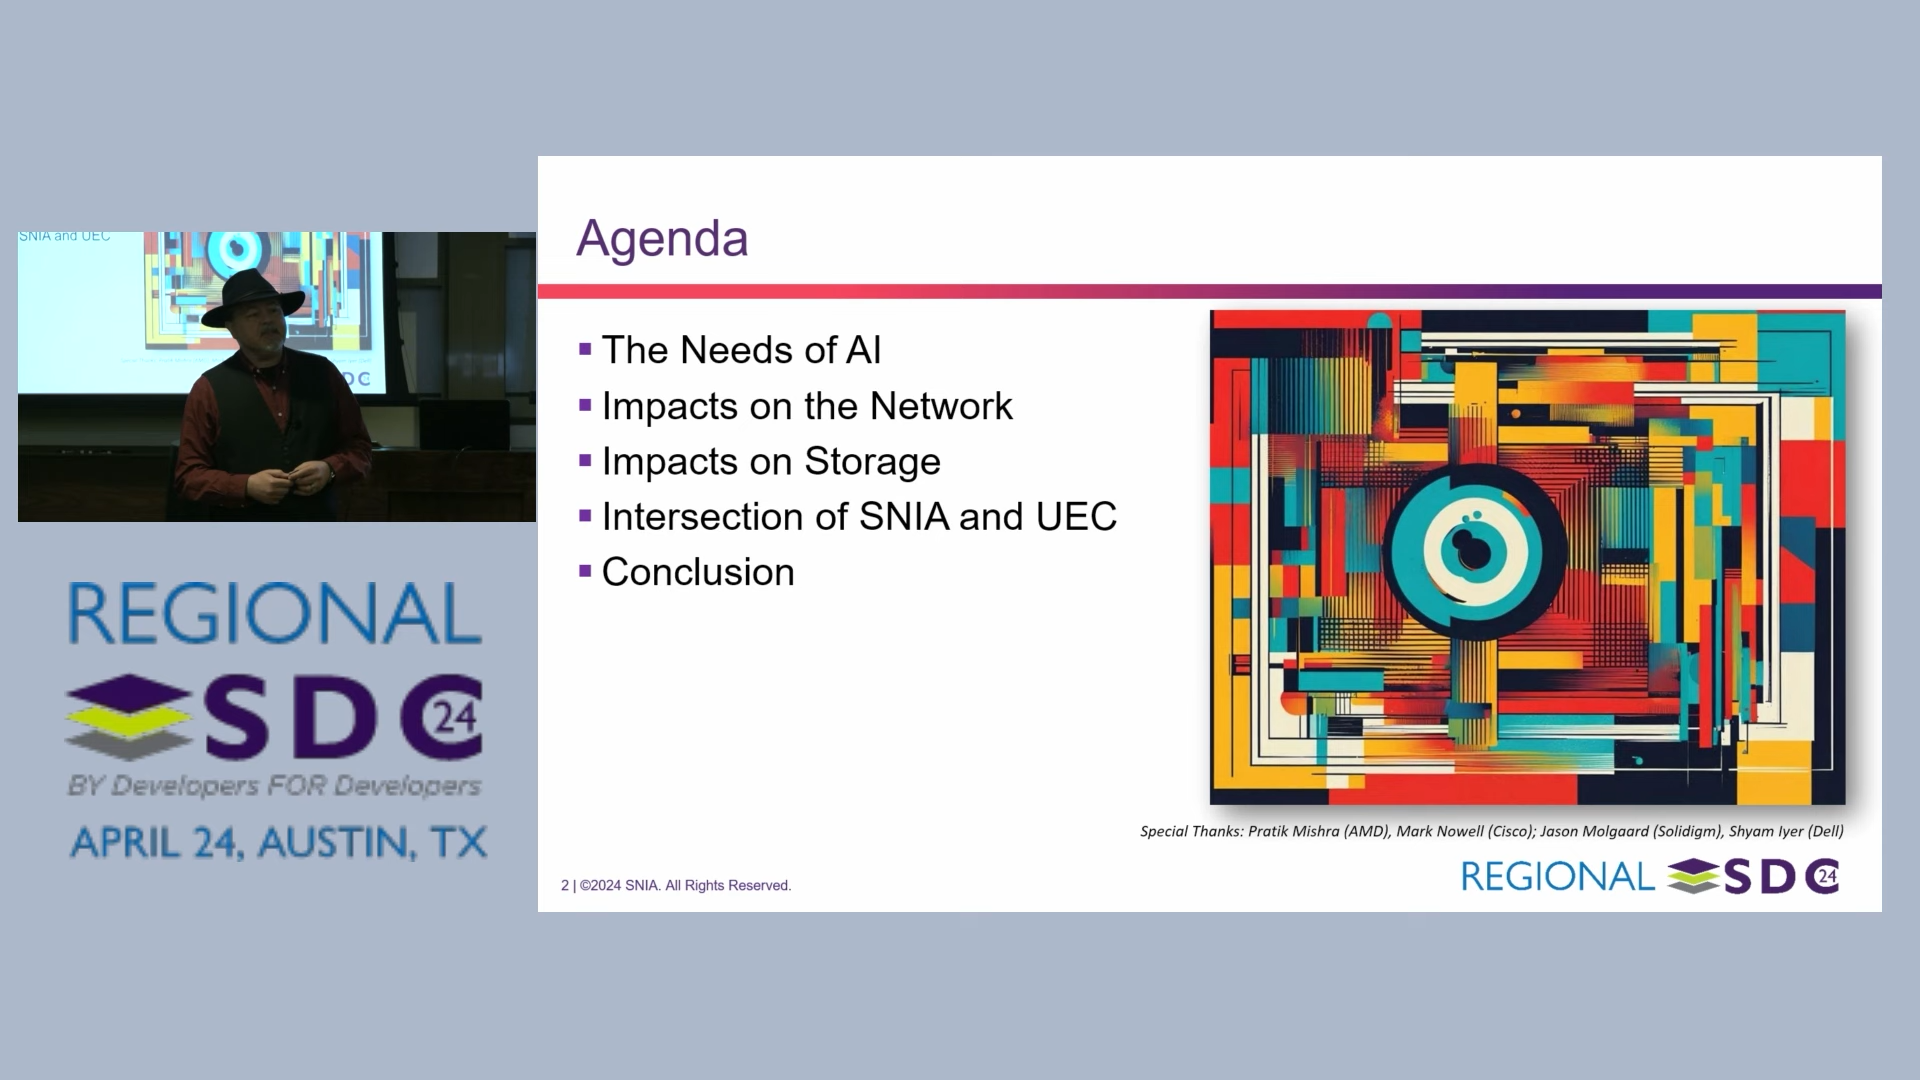 SNIA and UEC
DC
REGIONAL
SDC
24
BY Developers FOR Developers
APRIL 24, AUSTIN, TX
Agenda
▪ The Needs of AI
▪ Impacts on the Network
▪ Impacts on Storage
▪ Intersection of SNIA and UEC
▪ Conclusion
Special Thanks: Pratik Mishra (AMD), Mark Nowell (Cisco); Jason Molgaard (Solidigm), Shyam Iyer (Dell)
2 | ©2024 SNIA. All Rights Reserved.
REGIONAL SDC 24